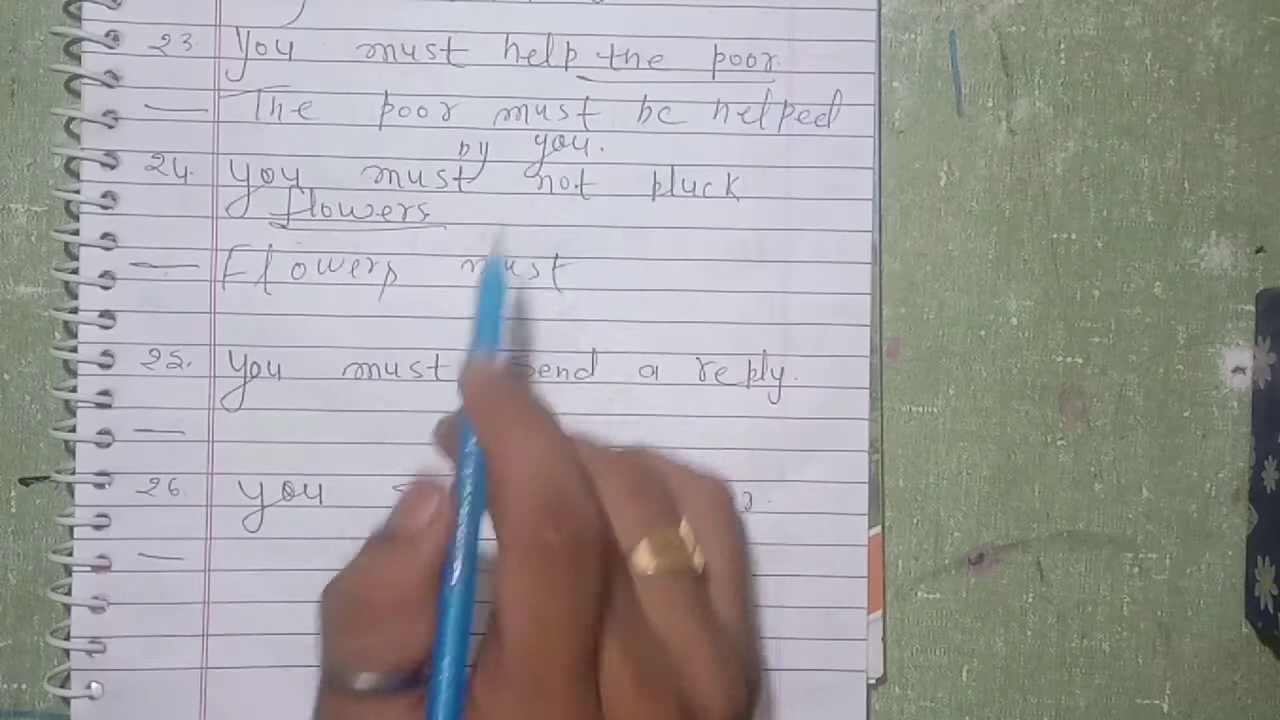 23. You must help the poor.
— The poor must be helped
by you.
24. You must not pluck
flowers
— Flowers must
25. You must send a reply.
—
26. You
—